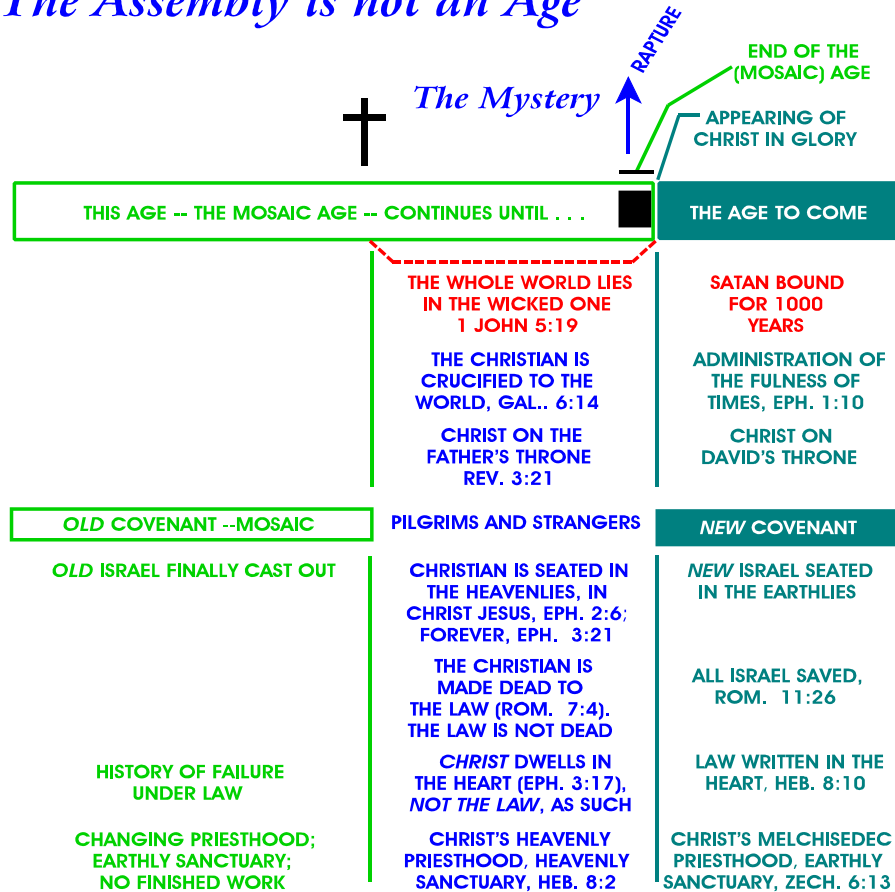 The Assembly is not an Age
RAPTURE
END OF THE
(MOSAIC) AGE
The Mystery
APPEARING OF
CHRIST IN GLORY
THIS AGE -- THE MOSAIC AGE -- CONTINUES UNTIL . . .
THE AGE TO COME
THE WHOLE WORLD LIES
IN THE WICKED ONE
1 JOHN 5:19
SATAN BOUND
FOR 1000
YEARS
THE CHRISTIAN IS
CRUCIFIED TO THE
WORLD, GAL.. 6:14
ADMINISTRATION OF
THE FULNESS OF
TIMES, EPH. 1:10
CHRIST ON THE
FATHER'S THRONE
REV. 3:21
CHRIST ON
DAVID'S THRONE
OLD COVENANT --MOSAIC
PILGRIMS AND STRANGERS
NEW COVENANT
OLD ISRAEL FINALLY CAST OUT
CHRISTIAN IS SEATED IN
THE HEAVENLIES, IN
CHRIST JESUS, EPH. 2:6;
FOREVER, EPH. 3:21
NEW ISRAEL SEATED
IN THE EARTHLIES
THE CHRISTIAN IS
MADE DEAD TO
THE LAW (ROM. 7:4).
THE LAW IS NOT DEAD
ALL ISRAEL SAVED,
ROM. 11:26
HISTORY OF FAILURE
UNDER LAW
CHRIST DWELLS IN
THE HEART (EPH. 3:17),
NOT THE LAW, AS SUCH
LAW WRITTEN IN THE
HEART, HEB. 8:10
CHANGING PRIESTHOOD;
EARTHLY SANCTUARY;
NO FINISHED WORK
CHRIST'S HEAVENLY
PRIESTHOOD, HEAVENLY
SANCTUARY, HEB. 8:2
CHRIST'S MELCHISEDEC
PRIESTHOOD, EARTHLY
SANCTUARY, ZECH. 6:13